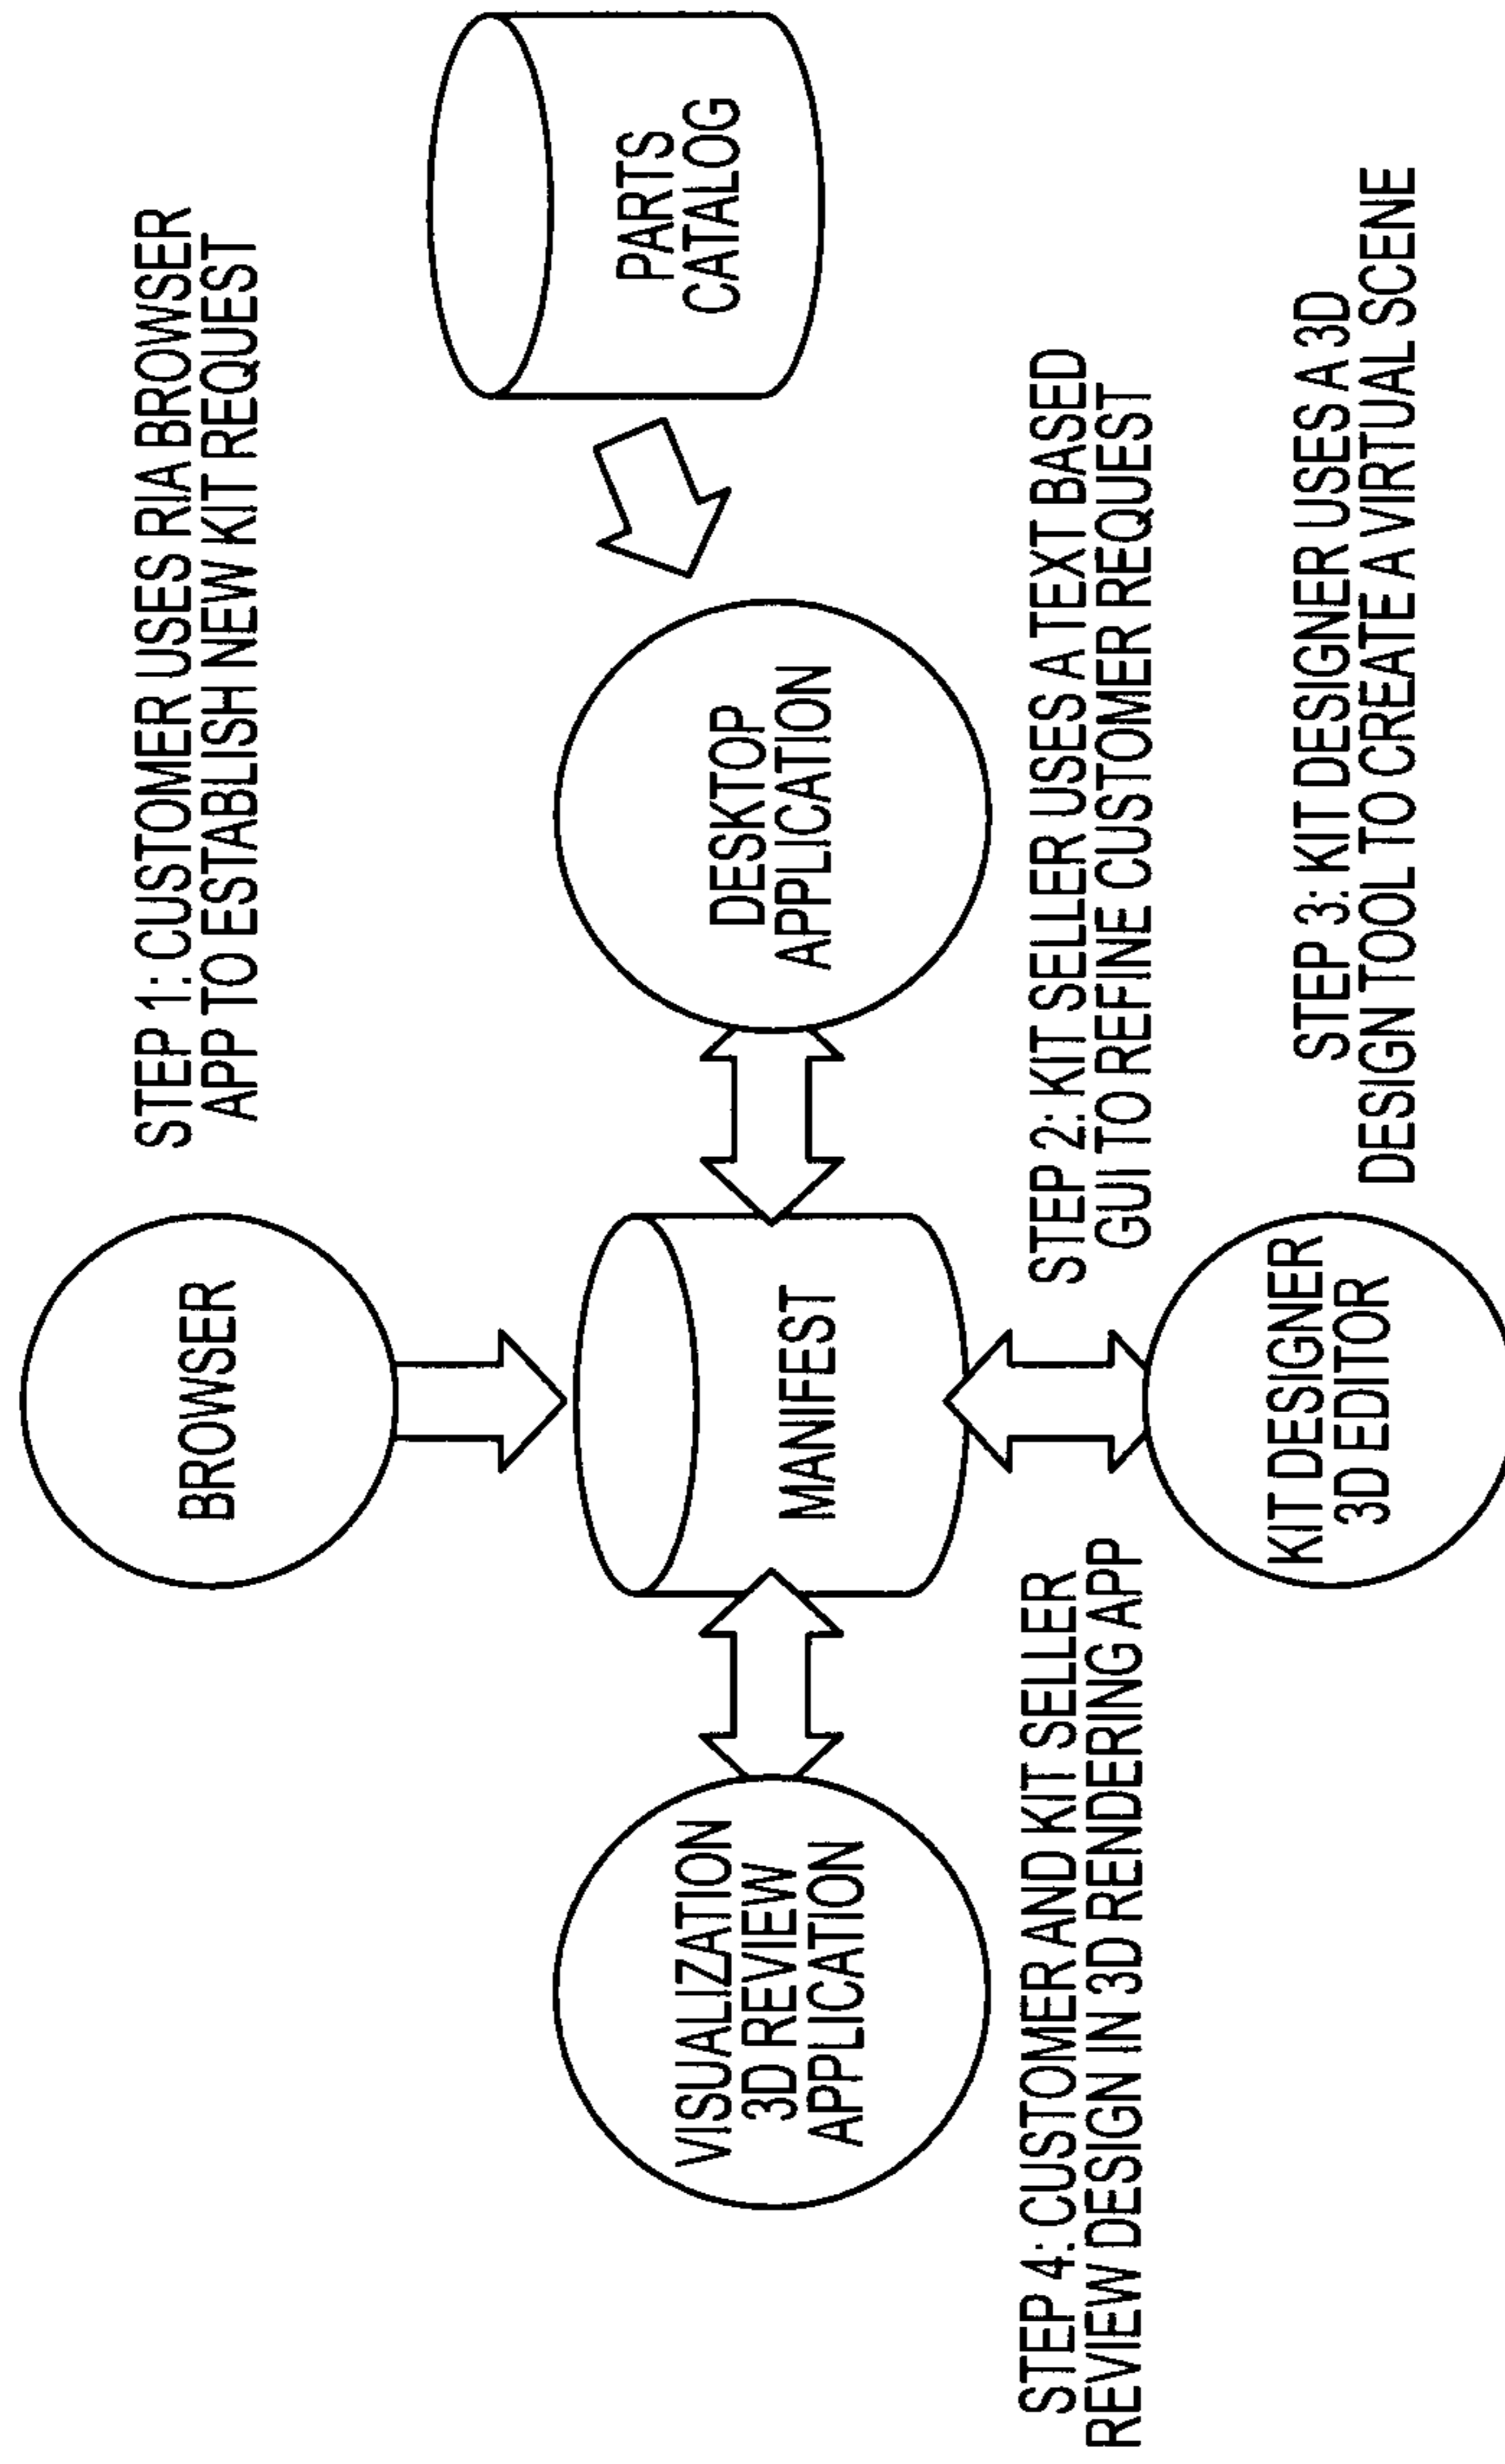 BROWSER
STEP 1: CUSTOMER USES RIA BROWSER
APP TO ESTABLISH NEW KIT REQUEST
PARTS
CATALOG
VISUALIZATION
3D REVIEW
APPLICATION
MANIFEST
DESKTOP
APPLICATION
STEP 4: CUSTOMER AND KIT SELLER
REVIEW DESIGN IN 3D RENDERING APP
STEP 2: KIT SELLER USES A TEXT BASED
GUI TO REFINE CUSTOMER REQUEST
KIT DESIGNER
3D EDITOR
STEP 3: KIT DESIGNER USES A 3D
DESIGN TOOL TO CREATE A VIRTUAL SCENE